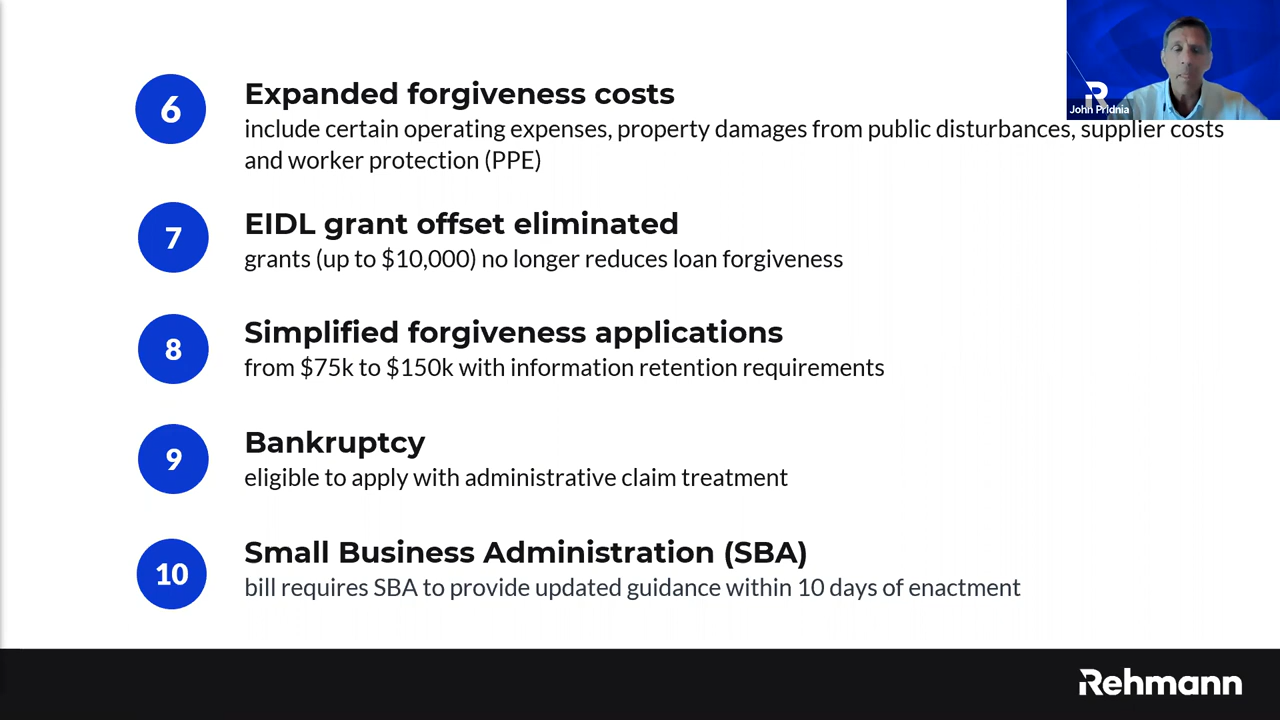 6
Expanded forgiveness costs
include certain operating expenses, property damages from public disturbances, supplier costs
and worker protection (PPE)
7
EIDL grant offset eliminated
grants (up to $10,000) no longer reduces loan forgiveness
8
Simplified forgiveness applications
from $75k to $150k with information retention requirements
9
Bankruptcy
eligible to apply with administrative claim treatment
10
Small Business Administration (SBA)
bill requires SBA to provide updated guidance within 10 days of enactment
R
John Pridnia
Rehmann